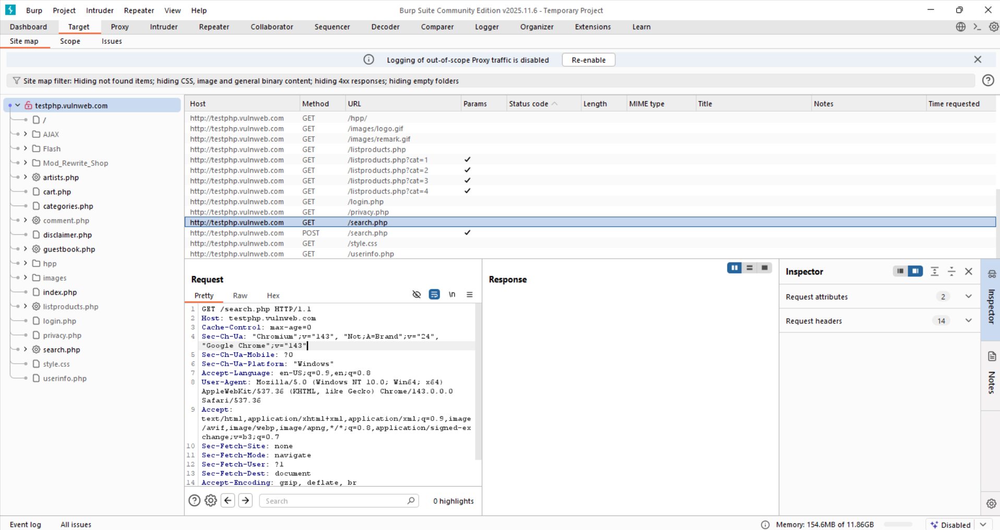 Burp Project Intruder Repeater View Help
Burp Suite Community Edition v2025.11.6 - Temporary Project
Dashboard Target Proxy Intruder Repeater Collaborator Sequencer Decoder Comparer Logger Organizer Extensions Learn
Site map Scope Issues
Logging of out-of-scope Proxy traffic is disabled Re-enable
Site map filter: Hiding not found items; hiding CSS, image and general binary content; hiding 4xx responses; hiding empty folders
testphp.vulnweb.com
/
AJAX
Flash
Mod_Rewrite_Shop
artists.php
cart.php
categories.php
comment.php
disclaimer.php
guestbook.php
hpp
images
index.php
listproducts.php
login.php
privacy.php
search.php
style.css
userinfo.php
Host Method URL Params Status code Length MIME type Title Notes Time requested
http://testphp.vulnweb.com GET /hpp/
http://testphp.vulnweb.com GET /images/logo.gif
http://testphp.vulnweb.com GET /images/remark.gif
http://testphp.vulnweb.com GET /listproducts.php
http://testphp.vulnweb.com GET /listproducts.php?cat=1 ✓
http://testphp.vulnweb.com GET /listproducts.php?cat=2 ✓
http://testphp.vulnweb.com GET /listproducts.php?cat=3 ✓
http://testphp.vulnweb.com GET /listproducts.php?cat=4 ✓
http://testphp.vulnweb.com GET /login.php
http://testphp.vulnweb.com GET /privacy.php
http://testphp.vulnweb.com GET /search.php
http://testphp.vulnweb.com POST /search.php ✓
http://testphp.vulnweb.com GET /style.css
http://testphp.vulnweb.com GET /userinfo.php
Request
Pretty Raw Hex \n
1 GET /search.php HTTP/1.1
2 Host: testphp.vulnweb.com
3 Cache-Control: max-age=0
4 Sec-Ch-Ua: "Chromium";v="143", "Not;A=Brand";v="24",
"Google Chrome";v="143"
5 Sec-Ch-Ua-Mobile: ?0
6 Sec-Ch-Ua-Platform: "Windows"
7 Accept-Language: en-US;q=0.9,en;q=0.8
8 User-Agent: Mozilla/5.0 (Windows NT 10.0; Win64; x64)
AppleWebKit/537.36 (KHTML, like Gecko) Chrome/143.0.0.0
Safari/537.36
9 Accept:
text/html,application/xhtml+xml,application/xml;q=0.9,image
/avif,image/webp,image/apng,*/*;q=0.8,application/signed-ex
change;v=b3;q=0.7
10 Sec-Fetch-Site: none
11 Sec-Fetch-Mode: navigate
12 Sec-Fetch-User: ?1
13 Sec-Fetch-Dest: document
14 Accept-Encoding: gzip, deflate, br
Search 0 highlights
Response
Inspector
Request attributes 2
Request headers 14
Inspector
Notes
Event log All issues
Memory: 154.6MB of 11.86GB Disabled